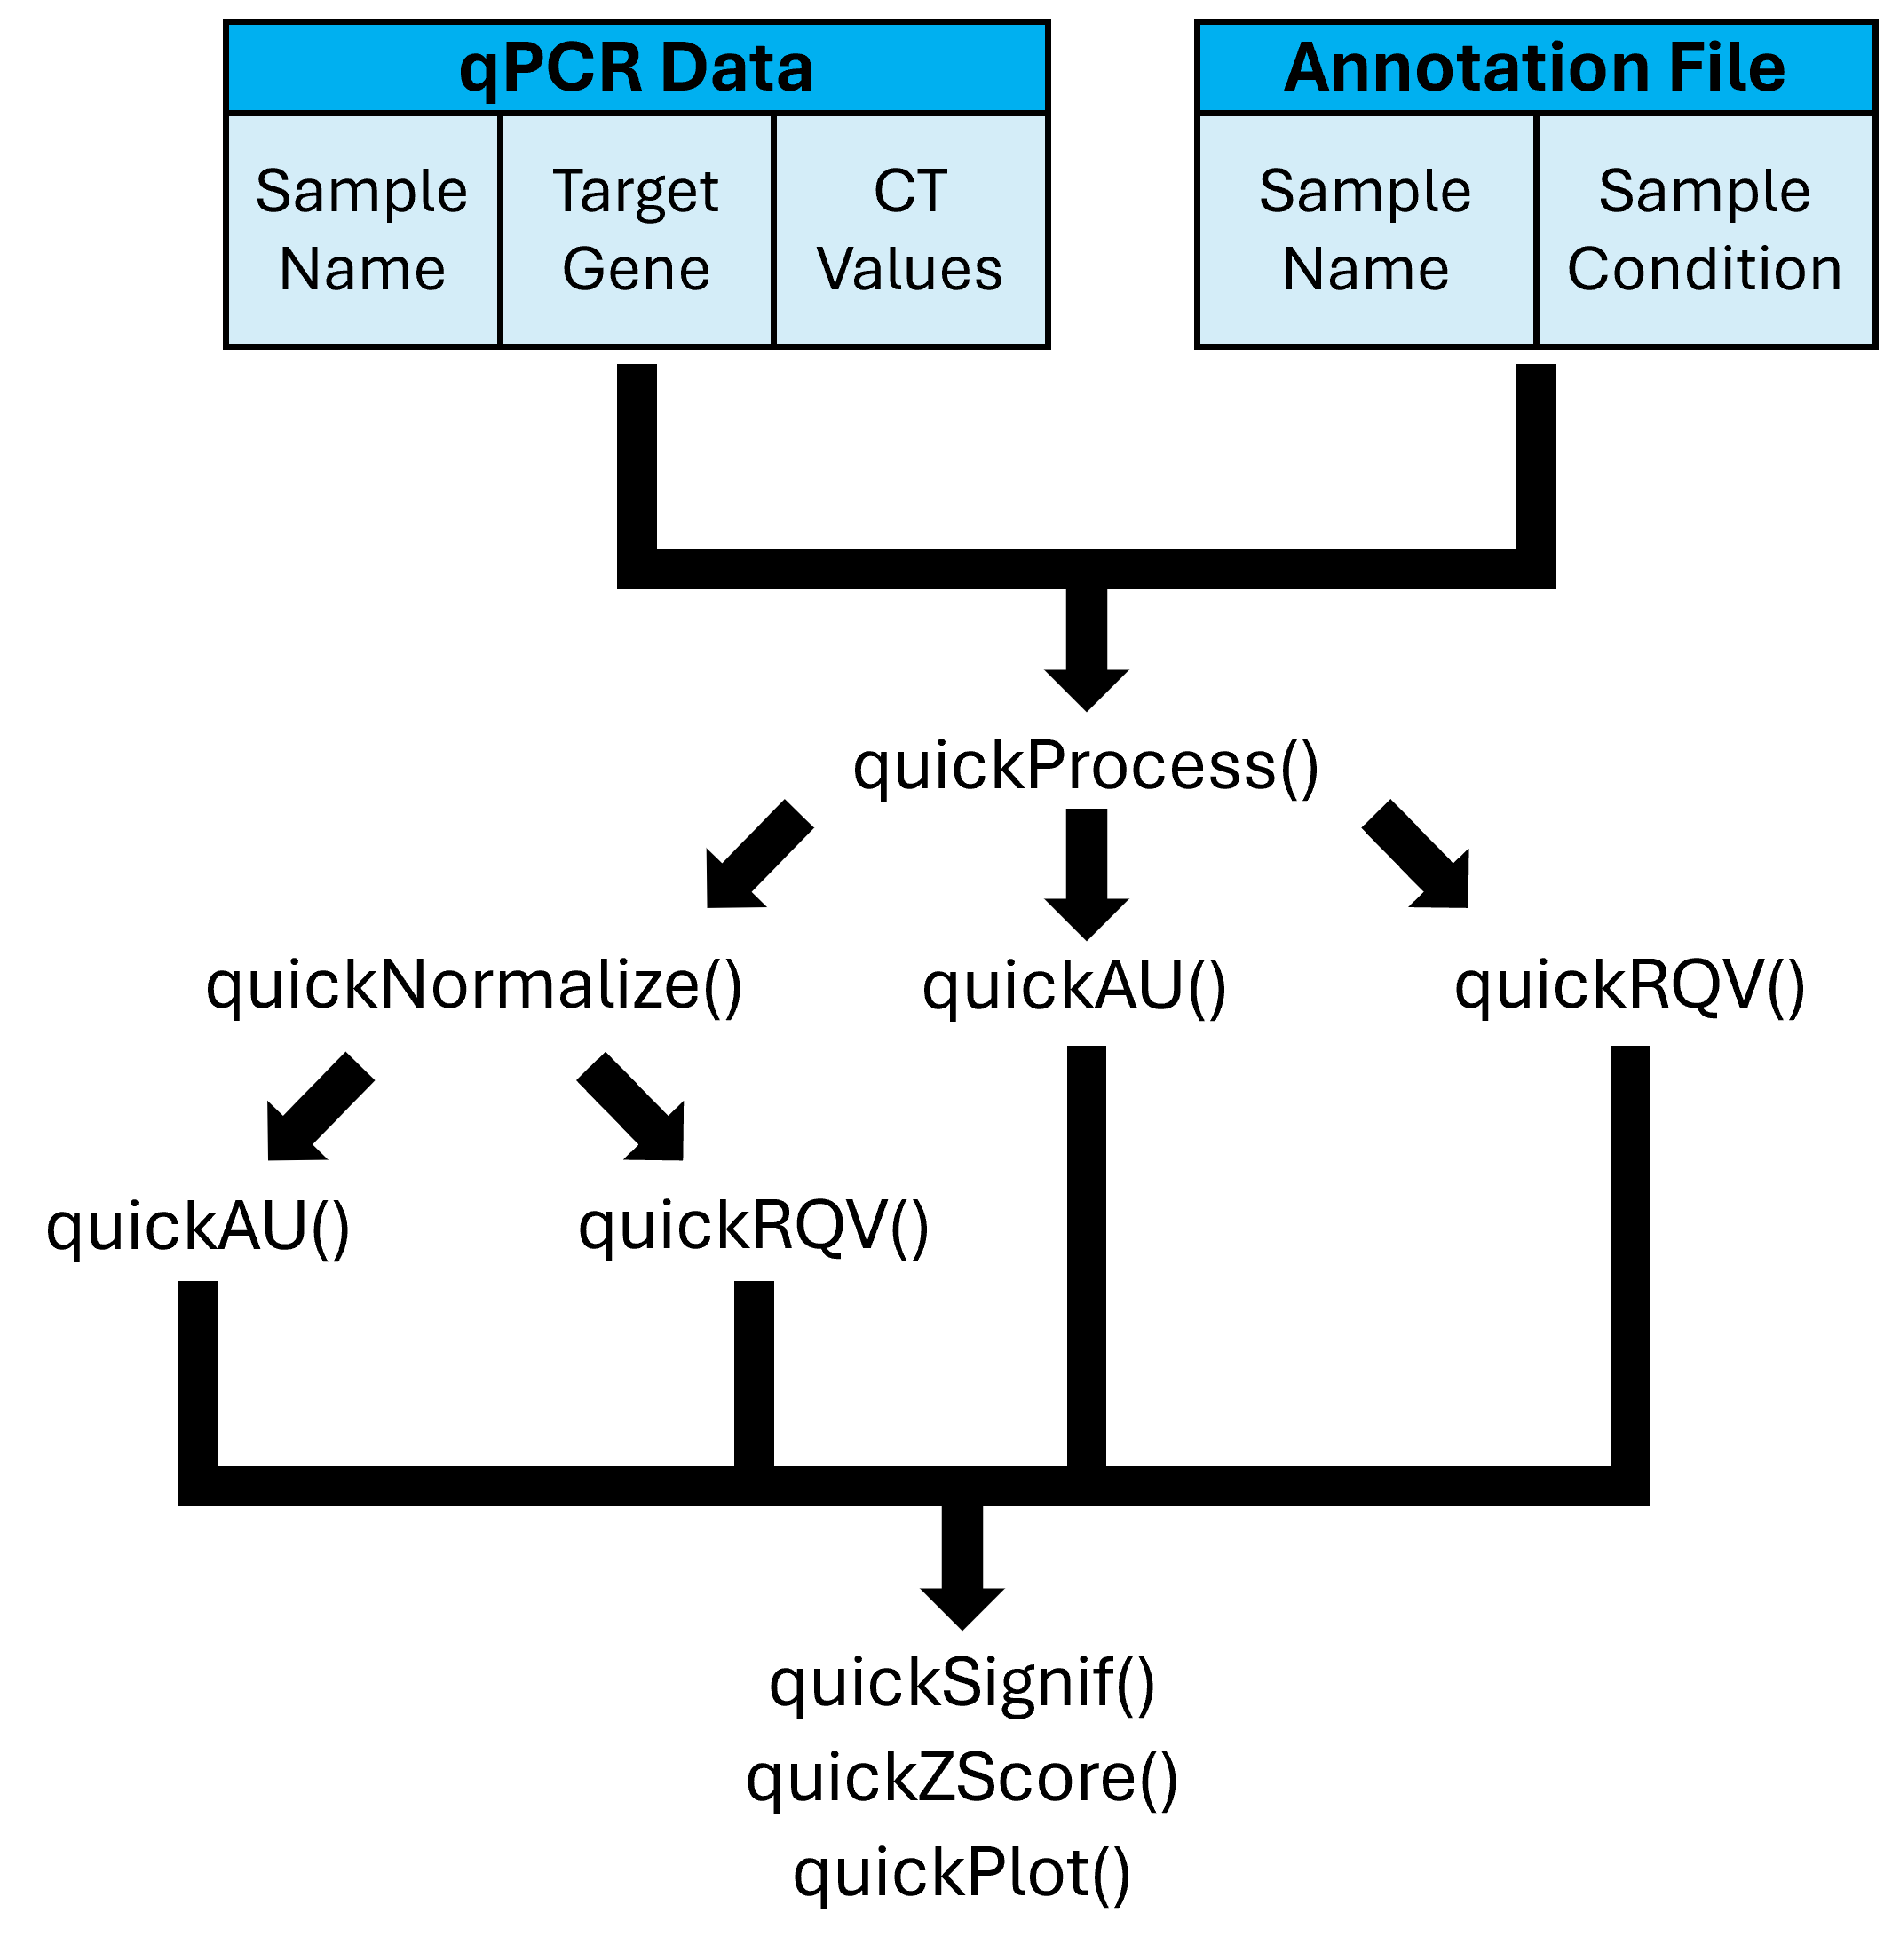 qPCR Data
Sample
Name
Target
Gene
CT
Values
Annotation File
Sample
Name
Sample
Condition
quickProcess()
quickNormalize()
quickAU()
quickRQV()
quickAU()
quickRQV()
quickSignif()
quickZScore()
quickPlot()